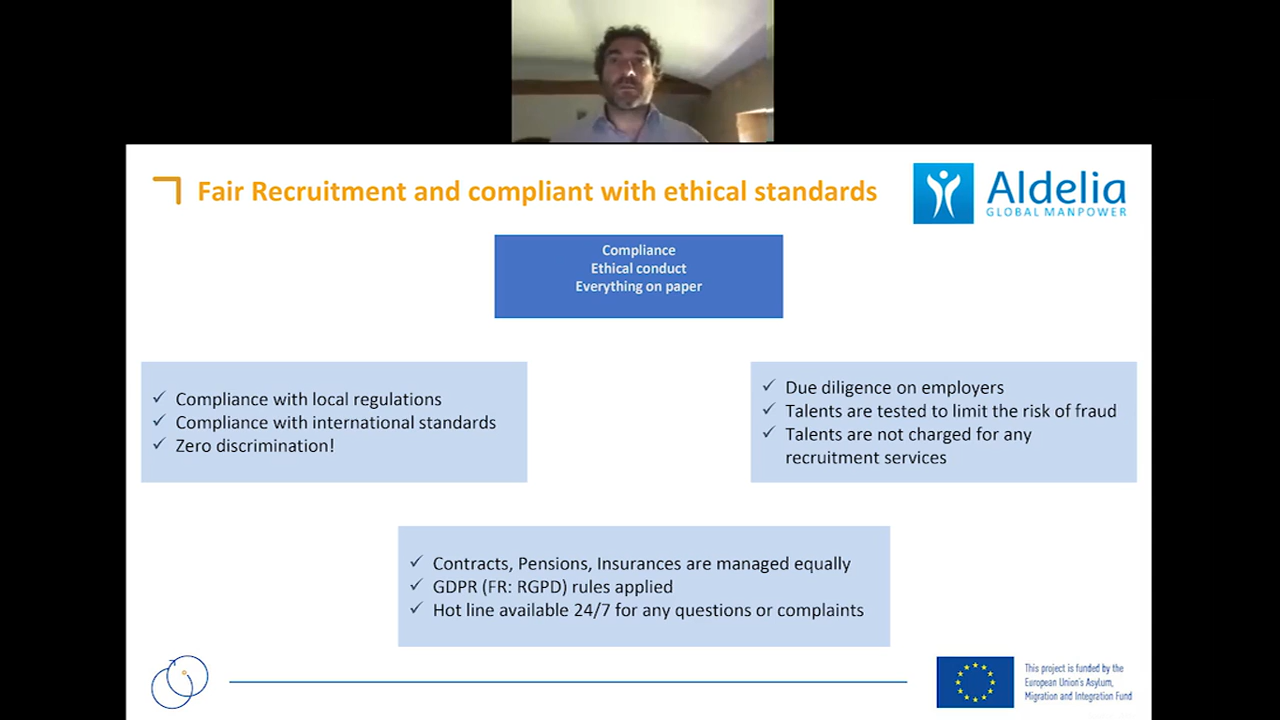 Fair Recruitment and compliant with ethical standards
Aldelia
GLOBAL MANPOWER
Compliance
Ethical conduct
Everything on paper
✓ Compliance with local regulations
✓ Compliance with international standards
✓ Zero discrimination!
✓ Due diligence on employers
✓ Talents are tested to limit the risk of fraud
✓ Talents are not charged for any
recruitment services
✓ Contracts, Pensions, Insurances are managed equally
✓ GDPR (FR: RGPD) rules applied
✓ Hot line available 24/7 for any questions or complaints
This project is funded by the
European Union's Asylum,
Migration and Integration Fund